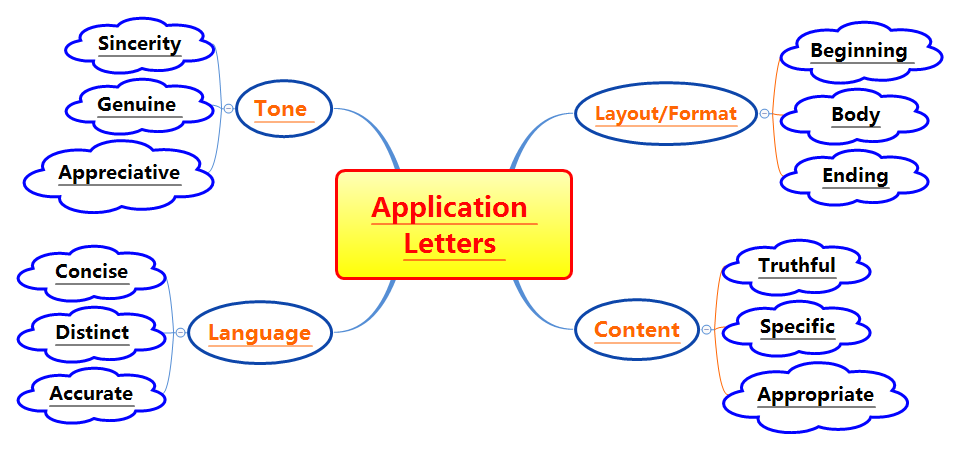 Application
Letters
Tone
Sincerity
Genuine
Appreciative
Language
Concise
Distinct
Accurate
Layout/Format
Beginning
Body
Ending
Content
Truthful
Specific
Appropriate